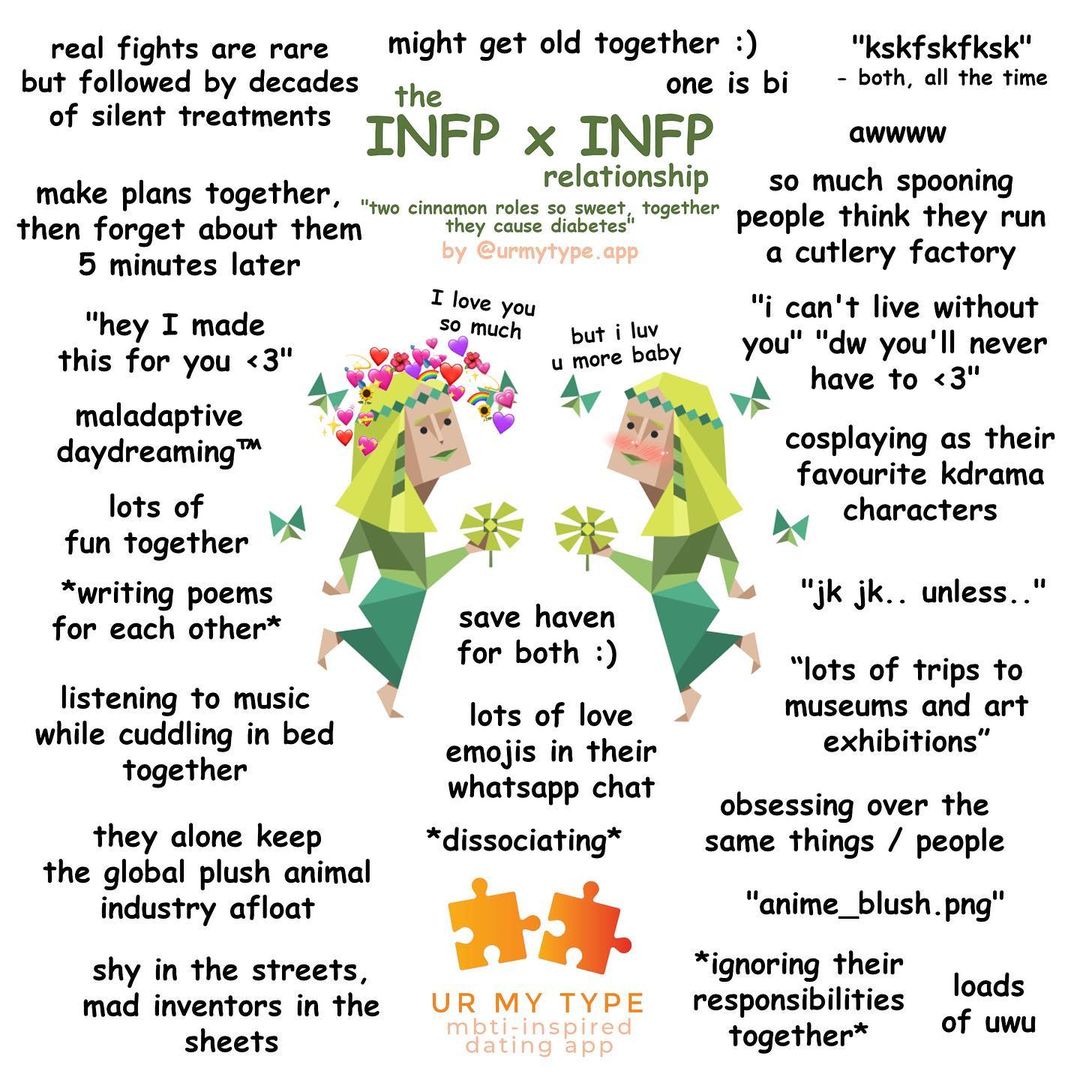 real fights are rare
but followed by decades
of silent treatments
might get old together :)
one is bi
"kskfskfksk"
- both, all the time
awwww
the
INFP x INFP
relationship
"two cinnamon roles so sweet, together
they cause diabetes"
by @urmytype.app
make plans together,
then forget about them
5 minutes later
so much spooning
people think they run
a cutlery factory
"hey I made
this for you <3"
I love you
so much
but i luv
u more baby
"i can't live without
you" "dw you'll never
have to <3"
maladaptive
daydreaming™
cosplaying as their
favourite kdrama
characters
lots of
fun together
*writing poems
for each other*
save haven
for both :)
"jk jk.. unless.."
listening to music
while cuddling in bed
together
lots of love
emojis in their
whatsapp chat
“lots of trips to
museums and art
exhibitions”
they alone keep
the global plush animal
industry afloat
*dissociating*
obsessing over the
same things / people
"anime_blush.png"
shy in the streets,
mad inventors in the
sheets
UR MY TYPE
mbti-inspired
dating app
*ignoring their
responsibilities
together*
loads
of uwu